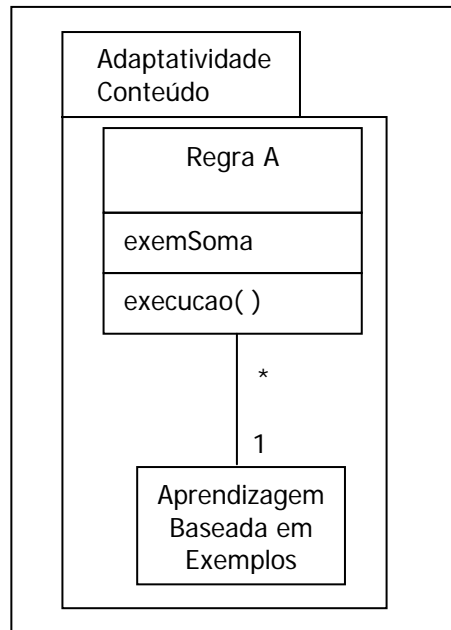 Adaptatividade
Conteúdo
Regra A
exemSoma
execucao( )
*
1
Aprendizagem
Baseada em
Exemplos